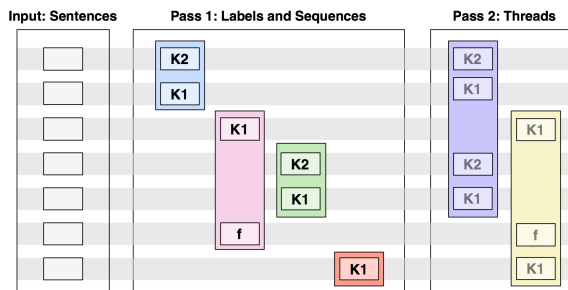 Input: Sentences Pass 1: Labels and Sequences Pass 2: Threads
K2 K2
K1 K1
K1 K1
K2 K2
K1 K1
f f
K1 K1